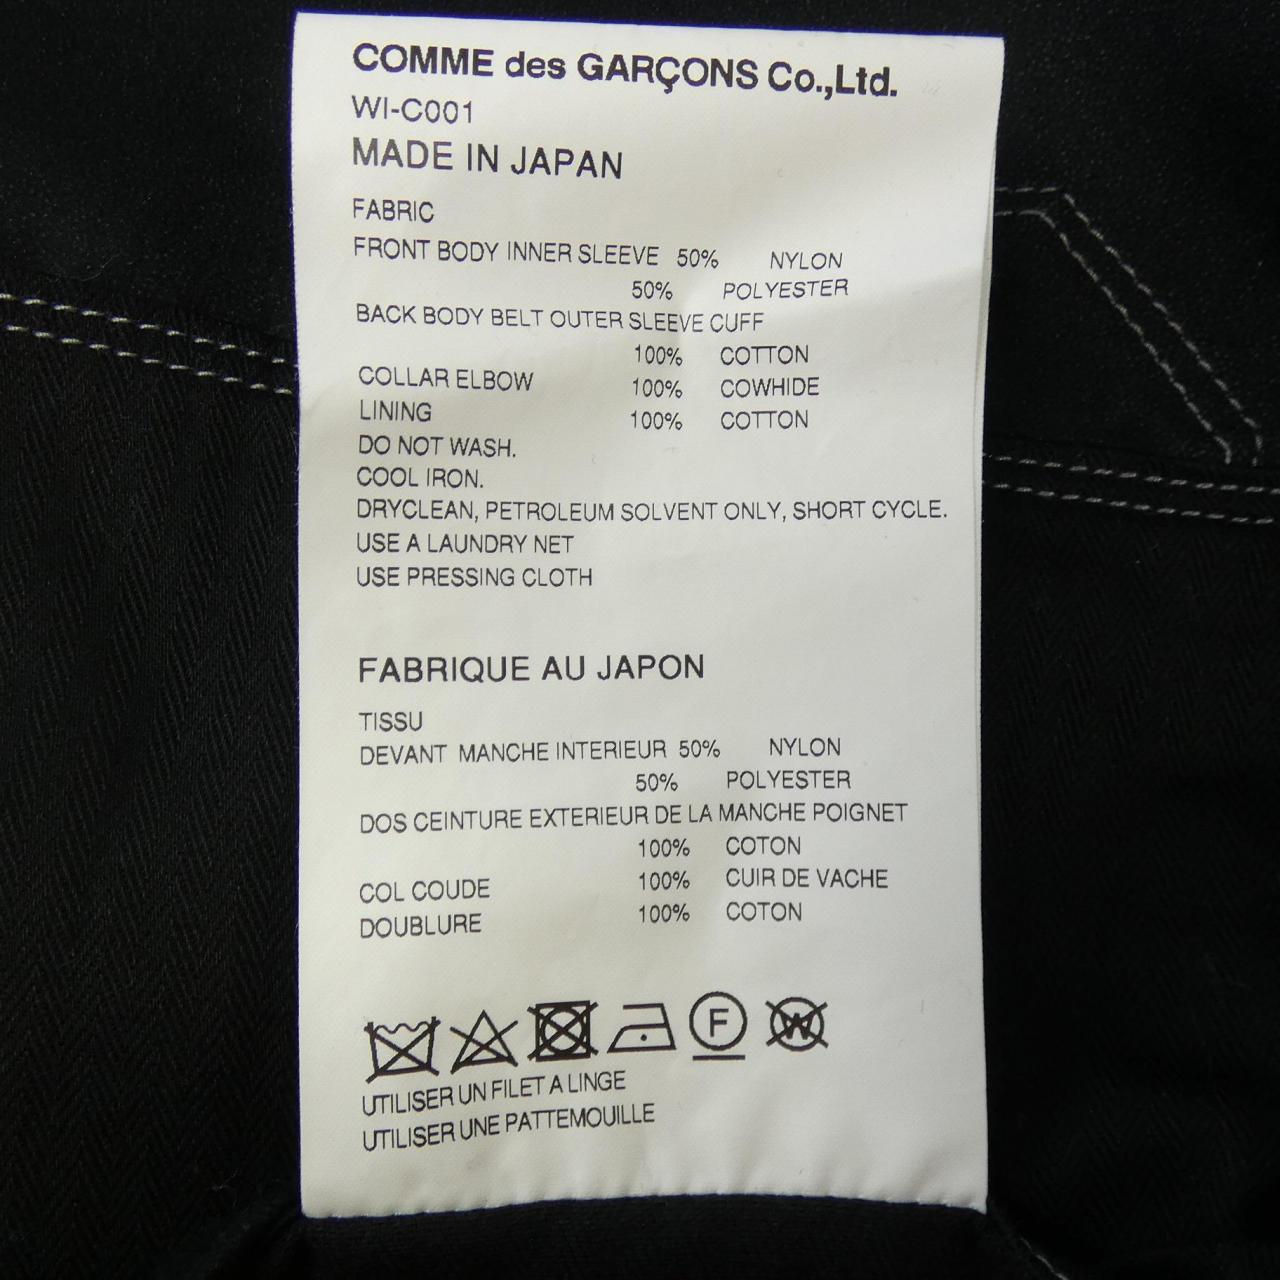 COMME des GARÇONS Co.,Ltd.
WI-C001
MADE IN JAPAN
FABRIC
FRONT BODY INNER SLEEVE 50% NYLON
50% POLYESTER
BACK BODY BELT OUTER SLEEVE CUFF
100% COTTON
COLLAR ELBOW 100% COWHIDE
LINING 100% COTTON
DO NOT WASH.
COOL IRON.
DRYCLEAN, PETROLEUM SOLVENT ONLY, SHORT CYCLE.
USE A LAUNDRY NET
USE PRESSING CLOTH
FABRIQUE AU JAPON
TISSU
DEVANT MANCHE INTERIEUR 50% NYLON
50% POLYESTER
DOS CEINTURE EXTERIEUR DE LA MANCHE POIGNET
100% COTON
COL COUDE 100% CUIR DE VACHE
DOUBLURE 100% COTON
F W
UTILISER UN FILET A LINGE
UTILISER UNE PATTEMOUILLE